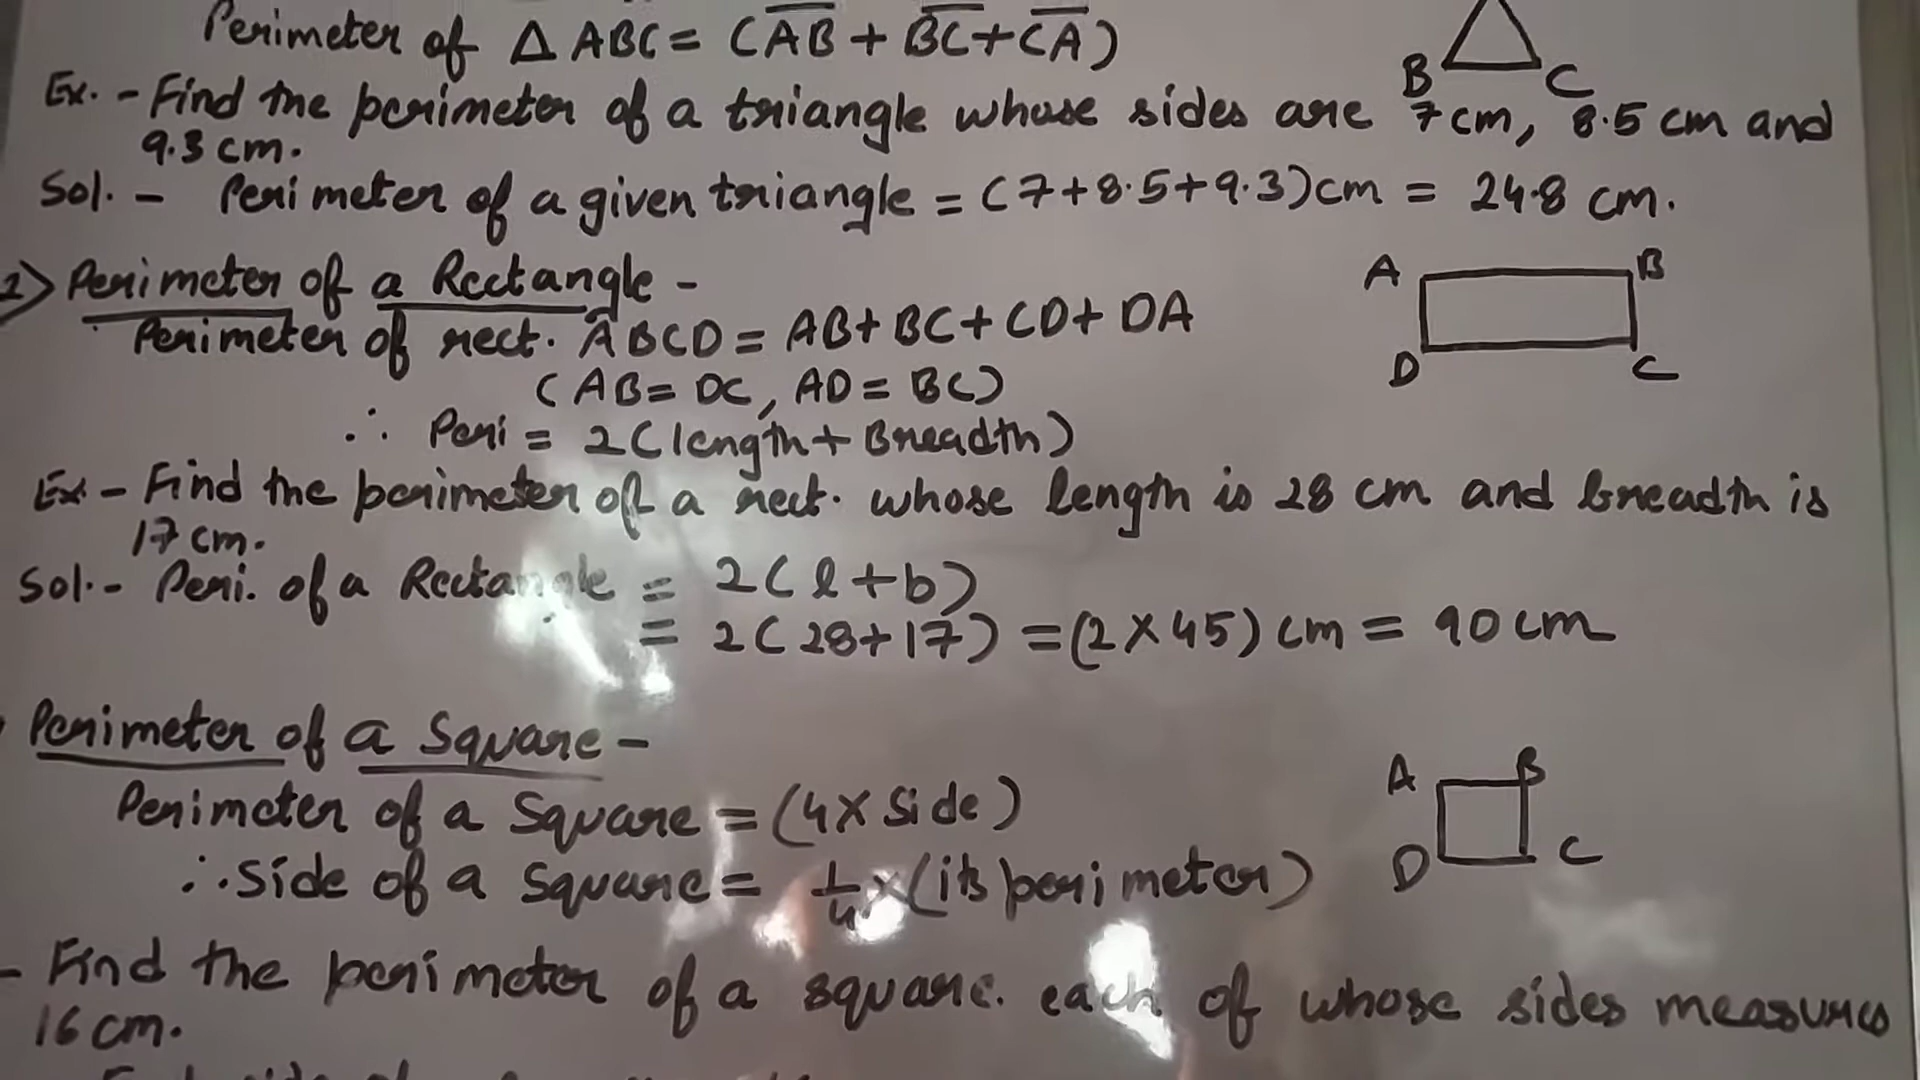 Perimeter of △ ABC = (AB + BC + CA)
B C
Ex. - Find the perimeter of a triangle whose sides are 7 cm, 8.5 cm and
9.3 cm.
Sol. - Perimeter of a given triangle = (7+8.5+9.3)cm = 24.8 cm.
Perimeter of a Rectangle -
A B
Perimeter of rect. ABCD = AB + BC + CD + DA
D C
(AB = DC, AD = BC)
∴ Peri = 2(length + Breadth)
Ex - Find the perimeter of a rect. whose length is 28 cm and breadth is
17 cm.
Sol. - Peri. of a Rectangle = 2(l+b)
= 2(28+17) = (2×45) cm = 90 cm
Perimeter of a Square -
A B
Perimeter of a Square = (4× Side)
D C
∴ Side of a Square = 1/4 × (its perimeter)
- Find the perimeter of a square. each of whose sides measures
16 cm.